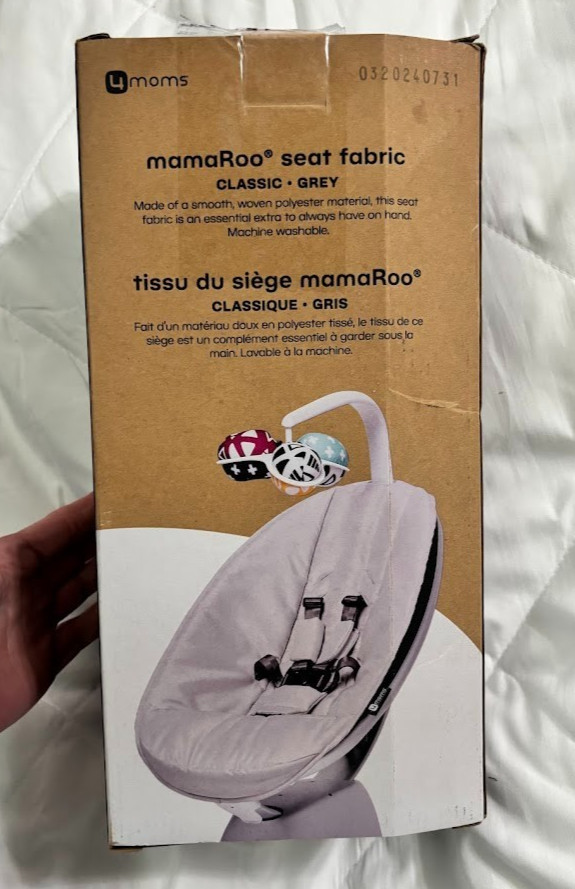 4moms
0320240731
mamaRoo® seat fabric
CLASSIC • GREY
Made of a smooth, woven polyester material, this seat
fabric is an essential extra to always have on hand.
Machine washable.
tissu du siège mamaRoo®
CLASSIQUE • GRIS
Fait d'un matériau doux en polyester tissé, le tissu de ce
siège est un complément essentiel à garder sous la
main. Lavable à la machine.
4moms